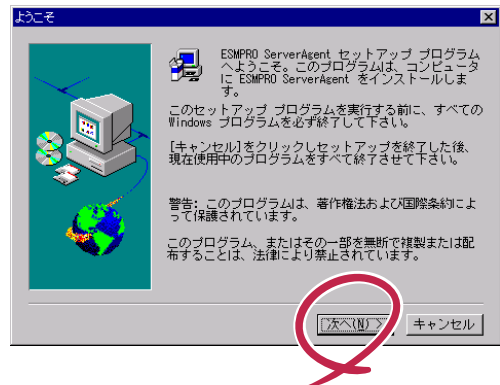 ようこそ
ESMPRO ServerAgent セットアップ プログラム
へようこそ。このプログラムは、コンピュータ
に ESMPRO ServerAgent をインストールしま
す。
このセットアップ プログラムを実行する前に、すべての
Windows プログラムを必ず終了して下さい。
[キャンセル]をクリックしセットアップを終了した後、
現在使用中のプログラムをすべて終了させて下さい。
警告: このプログラムは、著作権法および国際条約によ
って保護されています。
このプログラム、またはその一部を無断で複製または配
布することは、法律により禁止されています。
次へ(N) >
キャンセル